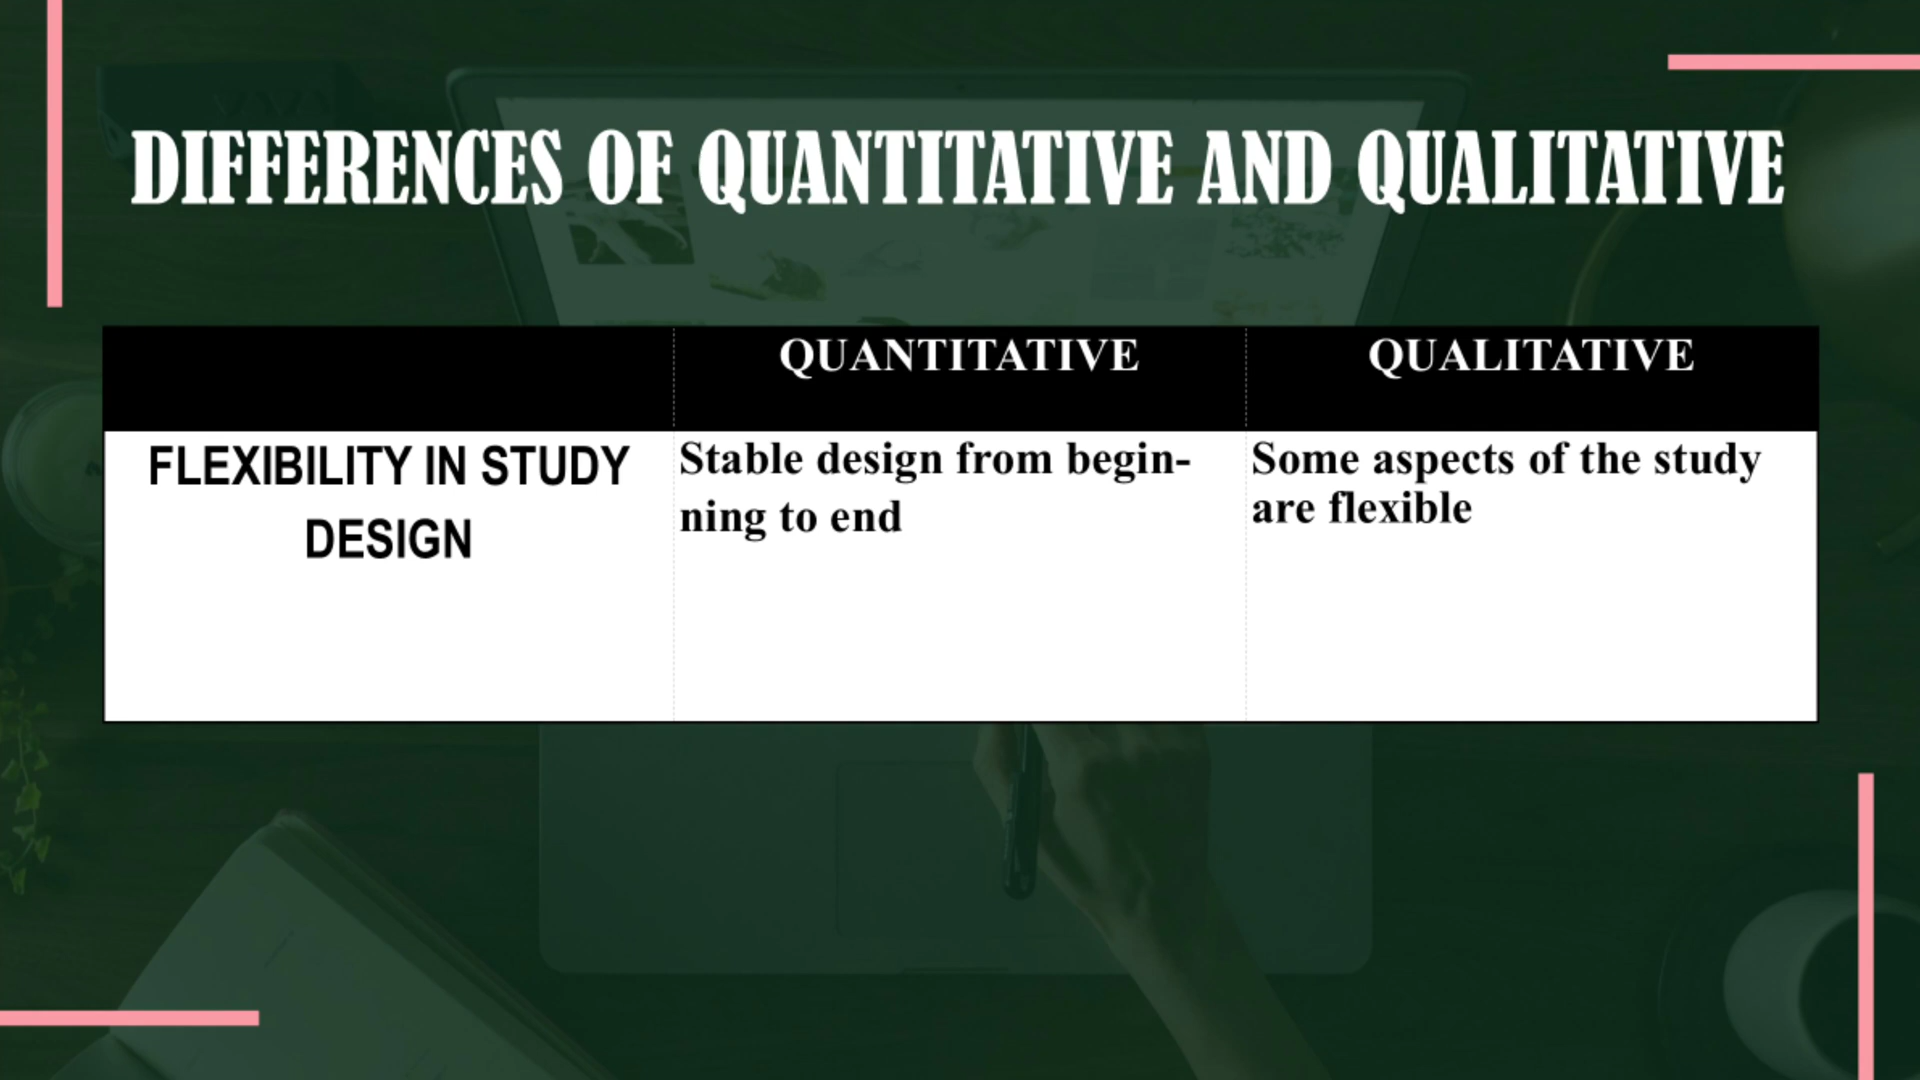 DIFFERENCES OF QUANTITATIVE AND QUALITATIVE
QUANTITATIVE
QUALITATIVE
FLEXIBILITY IN STUDY
DESIGN
Stable design from begin-
ning to end
Some aspects of the study
are flexible